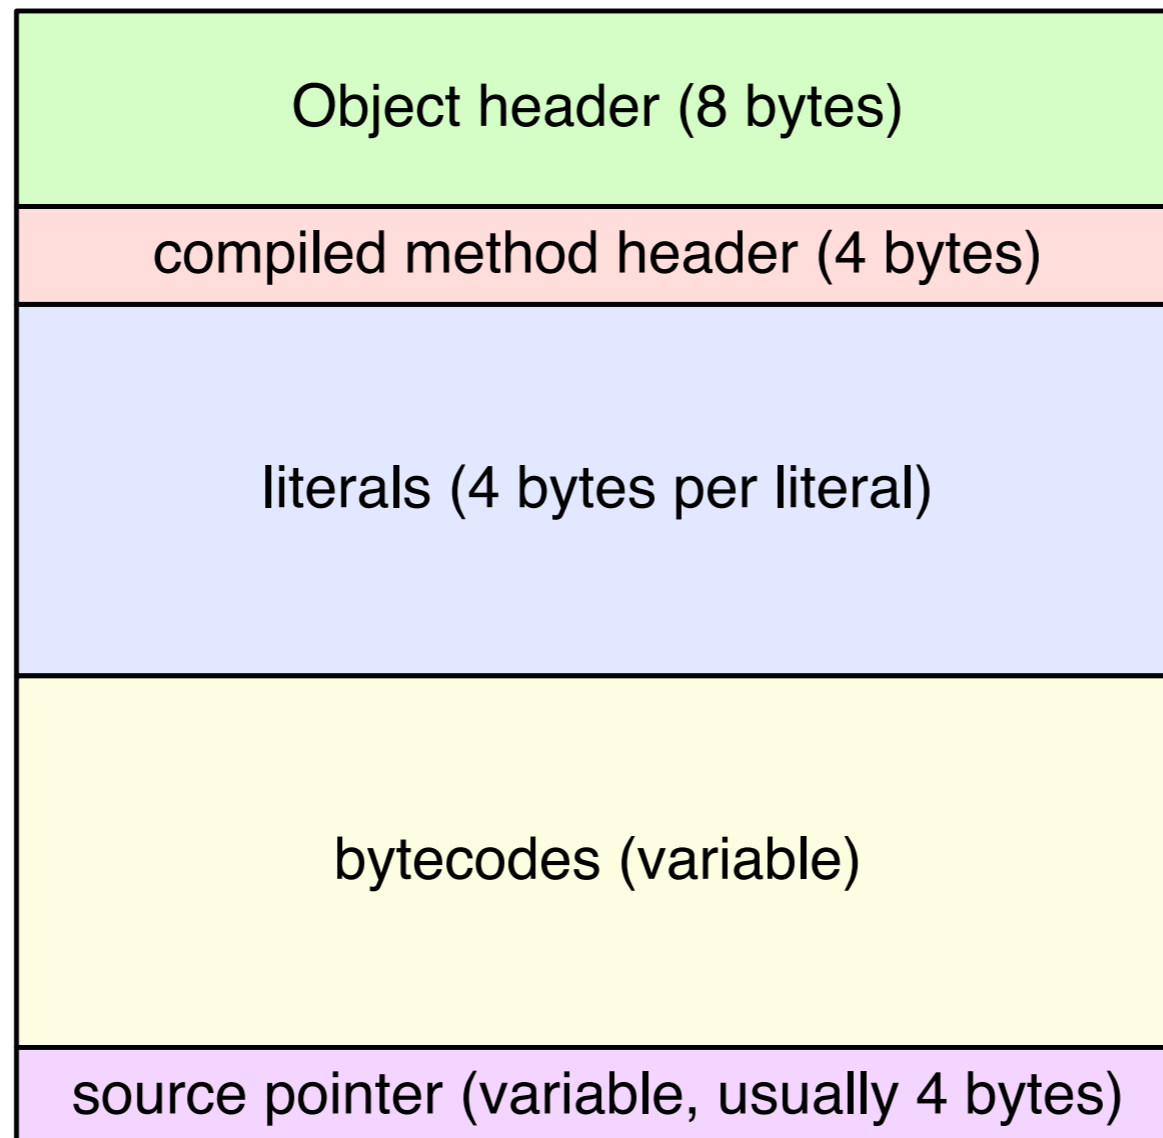 Object header (8 bytes)
compiled method header (4 bytes)
literals (4 bytes per literal)
bytecodes (variable)
source pointer (variable, usually 4 bytes)